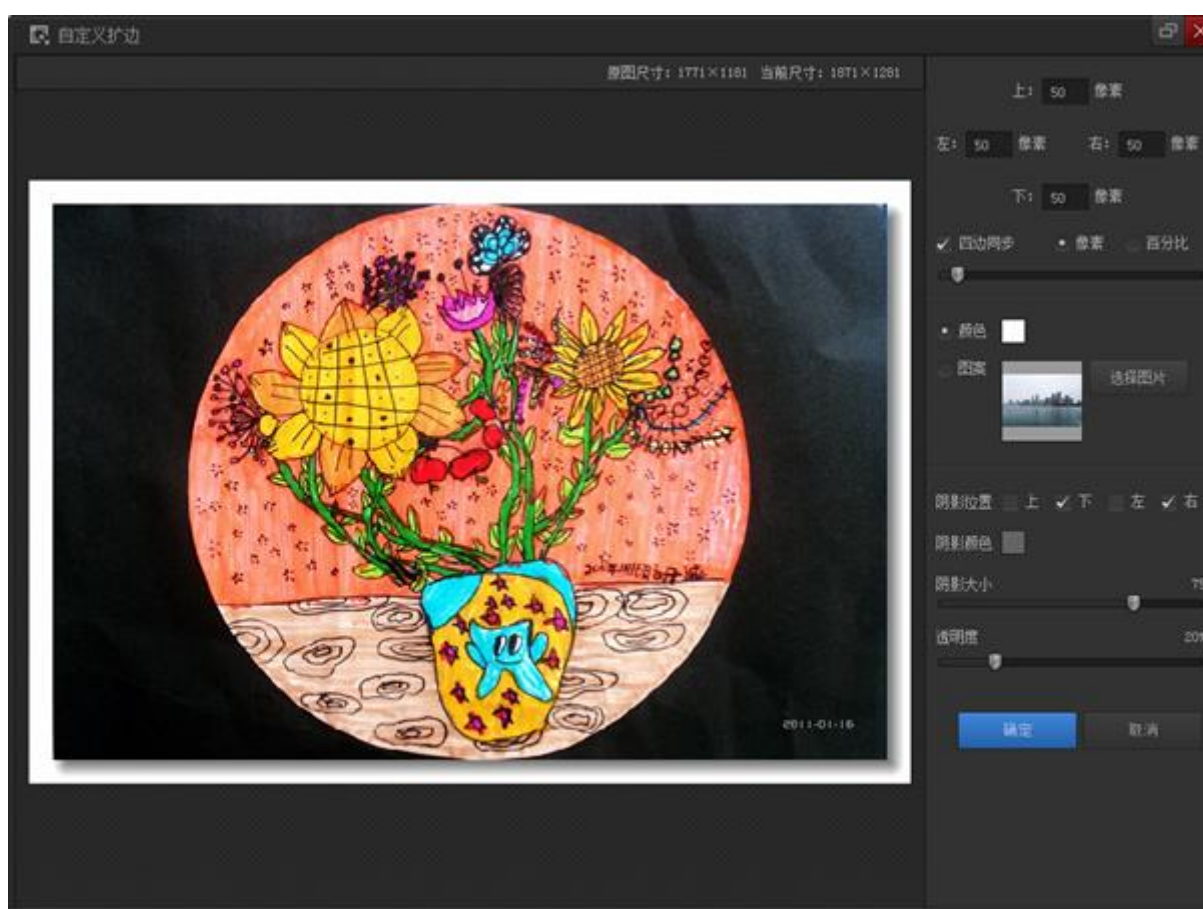 自定义扩边
原图尺寸：1771×1181 当前尺寸：1871×1281
上： 50 像素
左： 50 像素 右： 50 像素
下： 50 像素
四边同步 像素 百分比
颜色
图案 选择图片
阴影位置 上 下 左 右
阴影颜色
阴影大小
透明度
确定 取消
2011-01-16